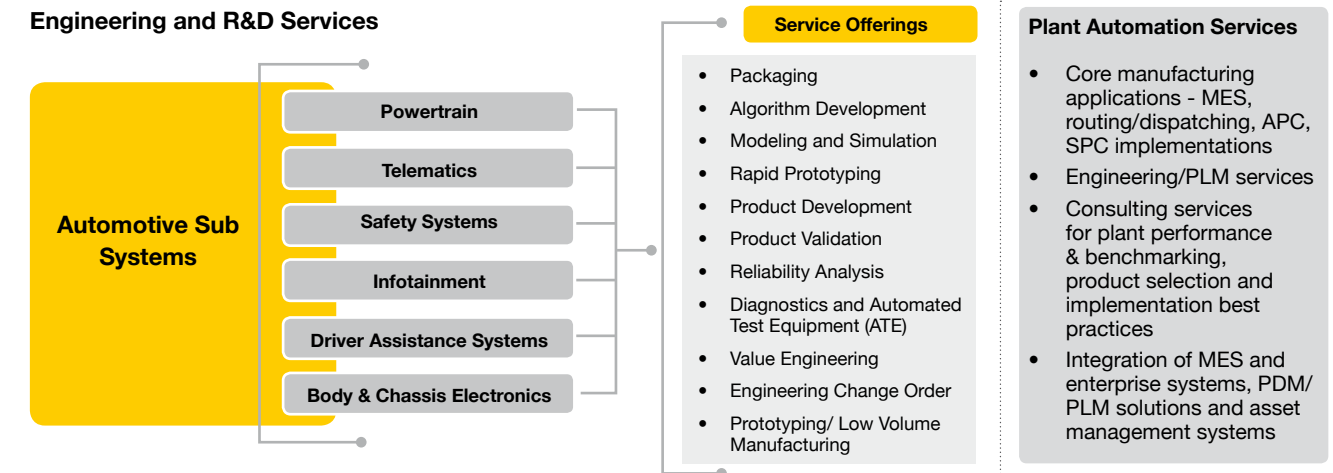 Engineering and R&D Services
Automotive Sub
Systems
Powertrain
Telematics
Safety Systems
Infotainment
Driver Assistance Systems
Body & Chassis Electronics
Service Offerings
• Packaging
• Algorithm Development
• Modeling and Simulation
• Rapid Prototyping
• Product Development
• Product Validation
• Reliability Analysis
• Diagnostics and Automated
Test Equipment (ATE)
• Value Engineering
• Engineering Change Order
• Prototyping/ Low Volume
Manufacturing
Plant Automation Services
• Core manufacturing
applications - MES,
routing/dispatching, APC,
SPC implementations
• Engineering/PLM services
• Consulting services
for plant performance
& benchmarking,
product selection and
implementation best
practices
• Integration of MES and
enterprise systems, PDM/
PLM solutions and asset
management systems